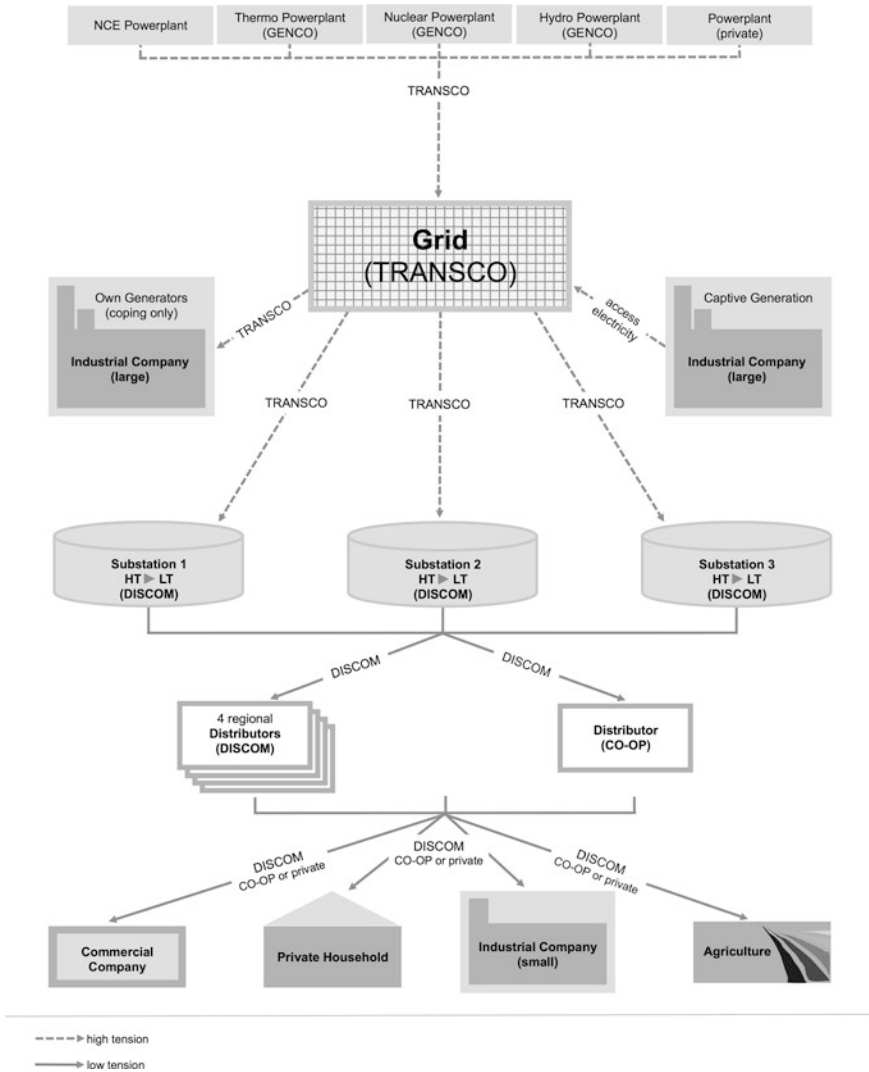 NCE Powerplant
Thermo Powerplant
(GENCO)
Nuclear Powerplant
(GENCO)
Hydro Powerplant
(GENCO)
Powerplant
(private)
TRANSCO
Grid
(TRANSCO)
Own Generators
(coping only)
Industrial Company
(large)
TRANSCO
access
electricity
Captive Generation
Industrial Company
(large)
TRANSCO
TRANSCO
TRANSCO
Substation 1
HT ▶ LT
(DISCOM)
Substation 2
HT ▶ LT
(DISCOM)
Substation 3
HT ▶ LT
(DISCOM)
DISCOM
DISCOM
4 regional
Distributors
(DISCOM)
Distributor
(CO-OP)
DISCOM
CO-OP or private
DISCOM
CO-OP or private
DISCOM
CO-OP or private
Commercial
Company
Private Household
Industrial Company
(small)
Agriculture
high tension
low tension